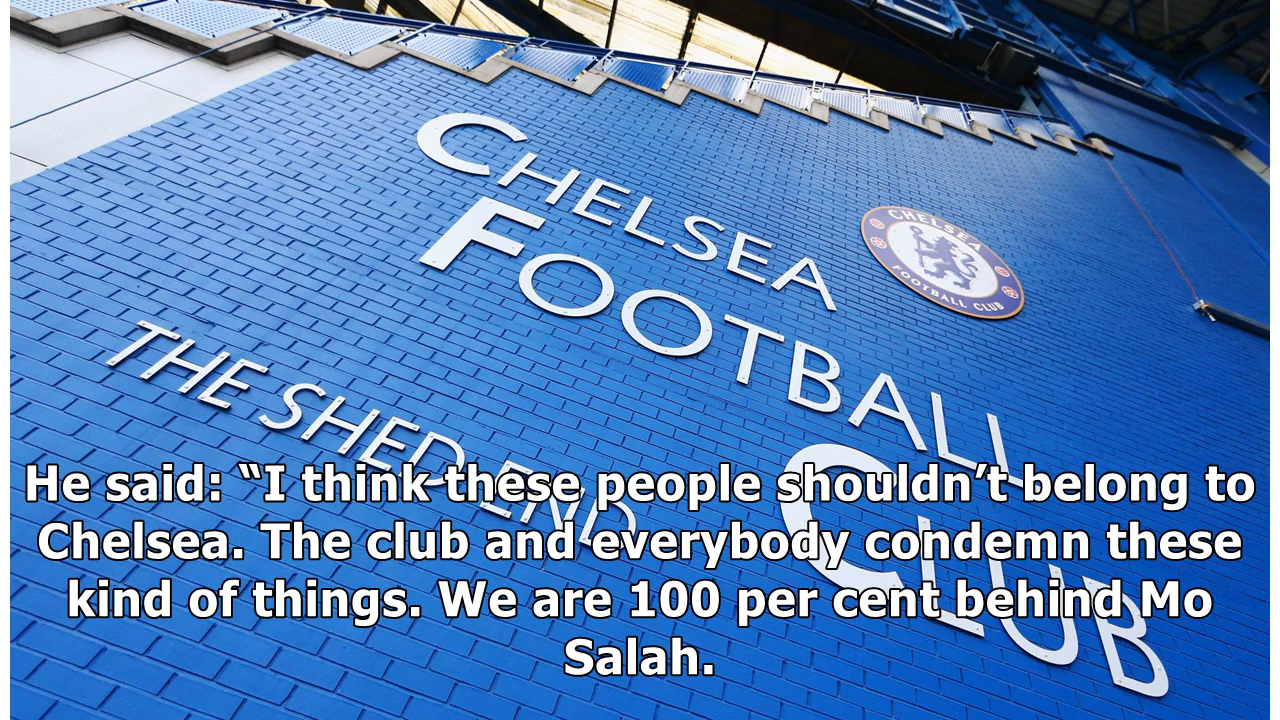 CHELSEA
FOOTBALL
CLUB
CHELSEA
FOOTBALL CLUB
THE SHED END
He said: “I think these people shouldn’t belong to
Chelsea. The club and everybody condemn these
kind of things. We are 100 per cent behind Mo
Salah.